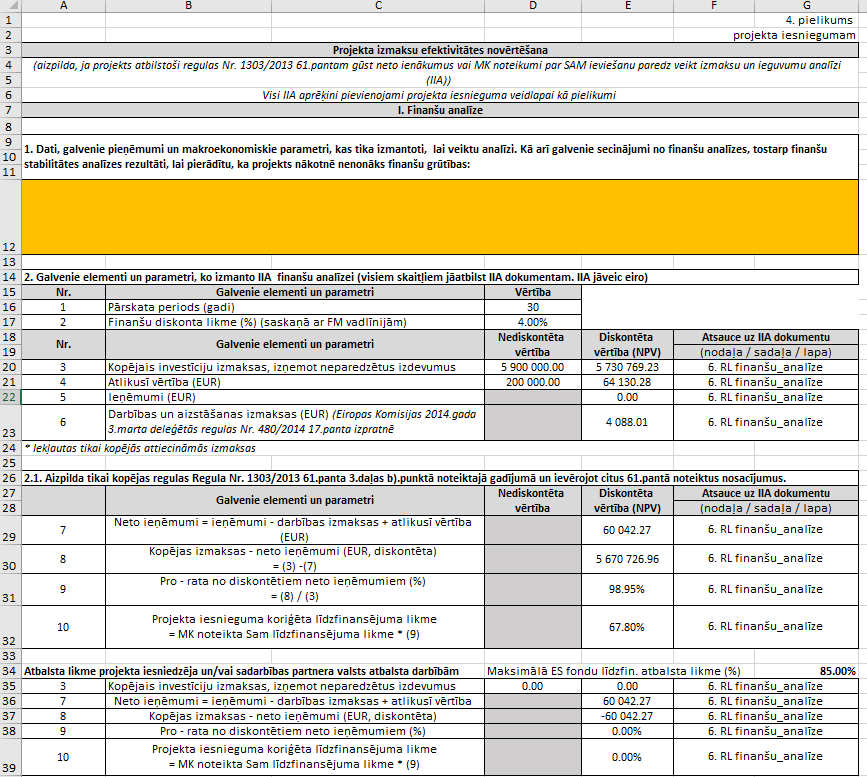 A B C D E F G
1 4. pielikums
2 projekta iesniegumam
3 Projekta izmaksu efektivitātes novērtēšana
4 (aizpilda, ja projekts atbilstoši regulas Nr. 1303/2013 61.pantam gūst neto ienākumus vai MK noteikumi par SAM ieviešanu paredz veikt izmaksu un ieguvumu analīzi
5 (IIA))
6 Visi IIA aprēķini pievienojami projekta iesnieguma veidlapai kā pielikumi
7 I. Finanšu analīze
8
9
10 1. Dati, galvenie pieņēmumi un makroekonomiskie parametri, kas tika izmantoti, lai veiktu analīzi. Kā arī galvenie secinājumi no finanšu analīzes, tostarp finanšu
11 stabilitātes analīzes rezultāti, lai pierādītu, ka projekts nākotnē nenonāks finanšu grūtībās:
12
13
14 2. Galvenie elementi un parametri, ko izmanto IIA finanšu analīzei (visiem skaitļiem jāatbilst IIA dokumentam. IIA jāveic eiro)
15 Nr. Galvenie elementi un parametri Vērtība
16 1 Pārskata periods (gadi) 30
17 2 Finanšu diskonta likme (%) (saskaņā ar FM vadlīnijām) 4.00%
18 Nr. Galvenie elementi un parametri Nediskontēta Diskontēta Atsauce uz IIA dokumentu
19 vērtība vērtība (NPV) (nodaļa / sadaļa / lapa)
20 3 Kopējais investīciju izmaksas, izņemot neparedzētus izdevumus 5 900 000.00 5 730 769.23 6. RL finanšu_analīze
21 4 Atlikusī vērtība (EUR) 200 000.00 64 130.28 6. RL finanšu_analīze
22 5 Ieņēmumi (EUR) 0.00 6. RL finanšu_analīze
23 6 Darbības un aizstāšanas izmaksas (EUR) (Eiropas Komisijas 2014.gada
3.marta deleģētās regulas Nr. 480/2014 17.panta izpratnē 4 088.01 6. RL finanšu_analīze
24 * Iekļautas tikai kopējās attiecināmās izmaksas
25
26 2.1. Aizpilda tikai kopējas regulas Regula Nr. 1303/2013 61.panta 3.daļas b).punktā noteiktajā gadījumā un ievērojot citus 61.pantā noteiktus nosacījumus.
27 Galvenie elementi un parametri Nediskontēta Diskontēta Atsauce uz IIA dokumentu
28 vērtība vērtība (NPV) (nodaļa / sadaļa / lapa)
29 7 Neto ieņēmumi = ieņēmumi - darbības izmaksas + atlikusī vērtība
(EUR) 60 042.27 6. RL finanšu_analīze
30 8 Kopējas izmaksas - neto ieņēmumi (EUR, diskontēta)
= (3) -(7) 5 670 726.96 6. RL finanšu_analīze
31 9 Pro - rata no diskontētiem neto ieņēmumiem (%)
= (8) / (3) 98.95% 6. RL finanšu_analīze
32 10 Projekta iesnieguma koriģēta līdzfinansējuma likme
= MK noteikta Sam līdzfinansējuma likme * (9) 67.80% 6. RL finanšu_analīze
33
34 Atbalsta likme projekta iesniedzēja un/vai sadarbības partnera valsts atbalsta darbībām Maksimālā ES fondu līdzfin. atbalsta likme (%) 85.00%
35 3 Kopējais investīciju izmaksas, izņemot neparedzētus izdevumus 0.00 0.00 6. RL finanšu_analīze
36 7 Neto ieņēmumi = ieņēmumi - darbības izmaksas + atlikusī vērtība 60 042.27 6. RL finanšu_analīze
37 8 Kopējas izmaksas - neto ieņēmumi (EUR, diskontēta) -60 042.27 6. RL finanšu_analīze
38 9 Pro - rata no diskontētiem neto ieņēmumiem (%) 0.00% 6. RL finanšu_analīze
39 10 Projekta iesnieguma koriģēta līdzfinansējuma likme
= MK noteikta Sam līdzfinansējuma likme * (9) 0.00% 6. RL finanšu_analīze